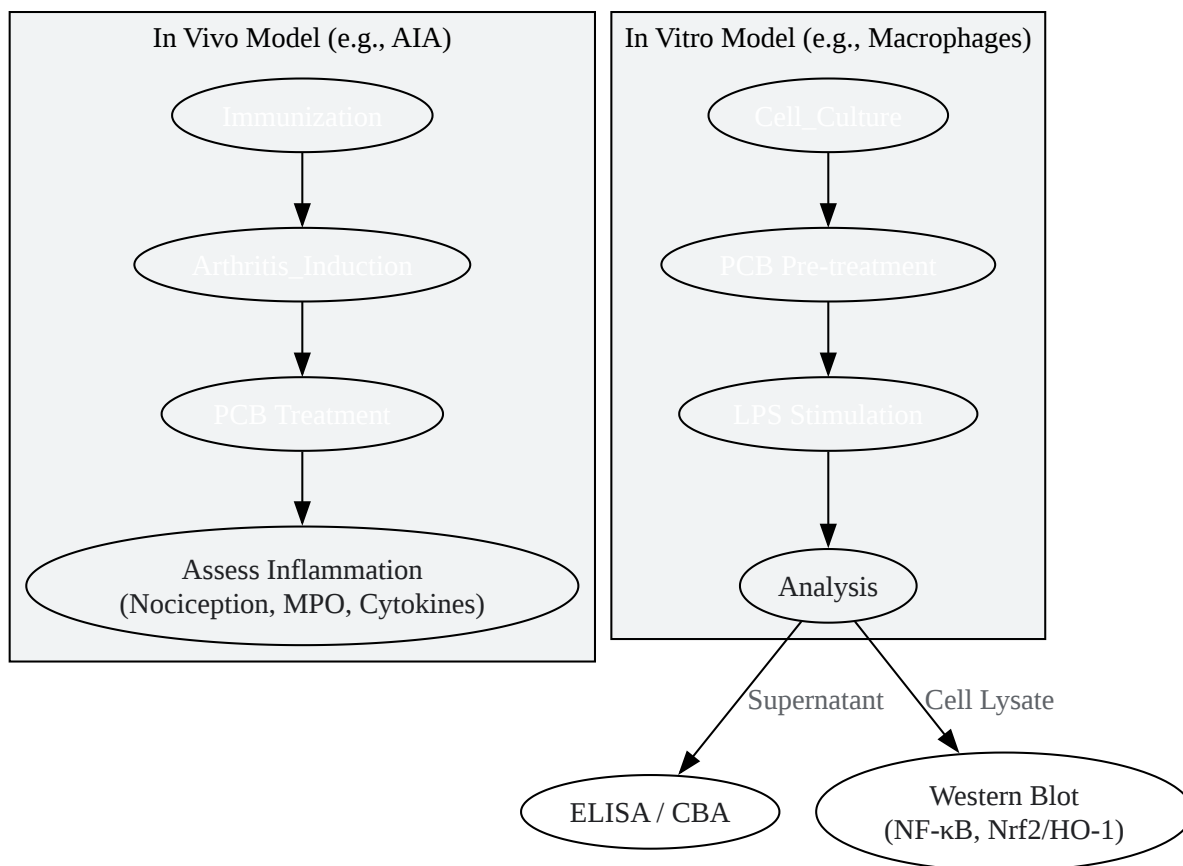 In Vivo Model (e.g., AIA)
Immunization
Arthritis_Induction
PCB Treatment
Assess Inflammation
(Nociception, MPO, Cytokines)
In Vitro Model (e.g., Macrophages)
Cell_Culture
PCB Pre-treatment
LPS Stimulation
Analysis
Supernatant
Cell Lysate
ELISA / CBA
Western Blot
(NF-κB, Nrf2/HO-1)